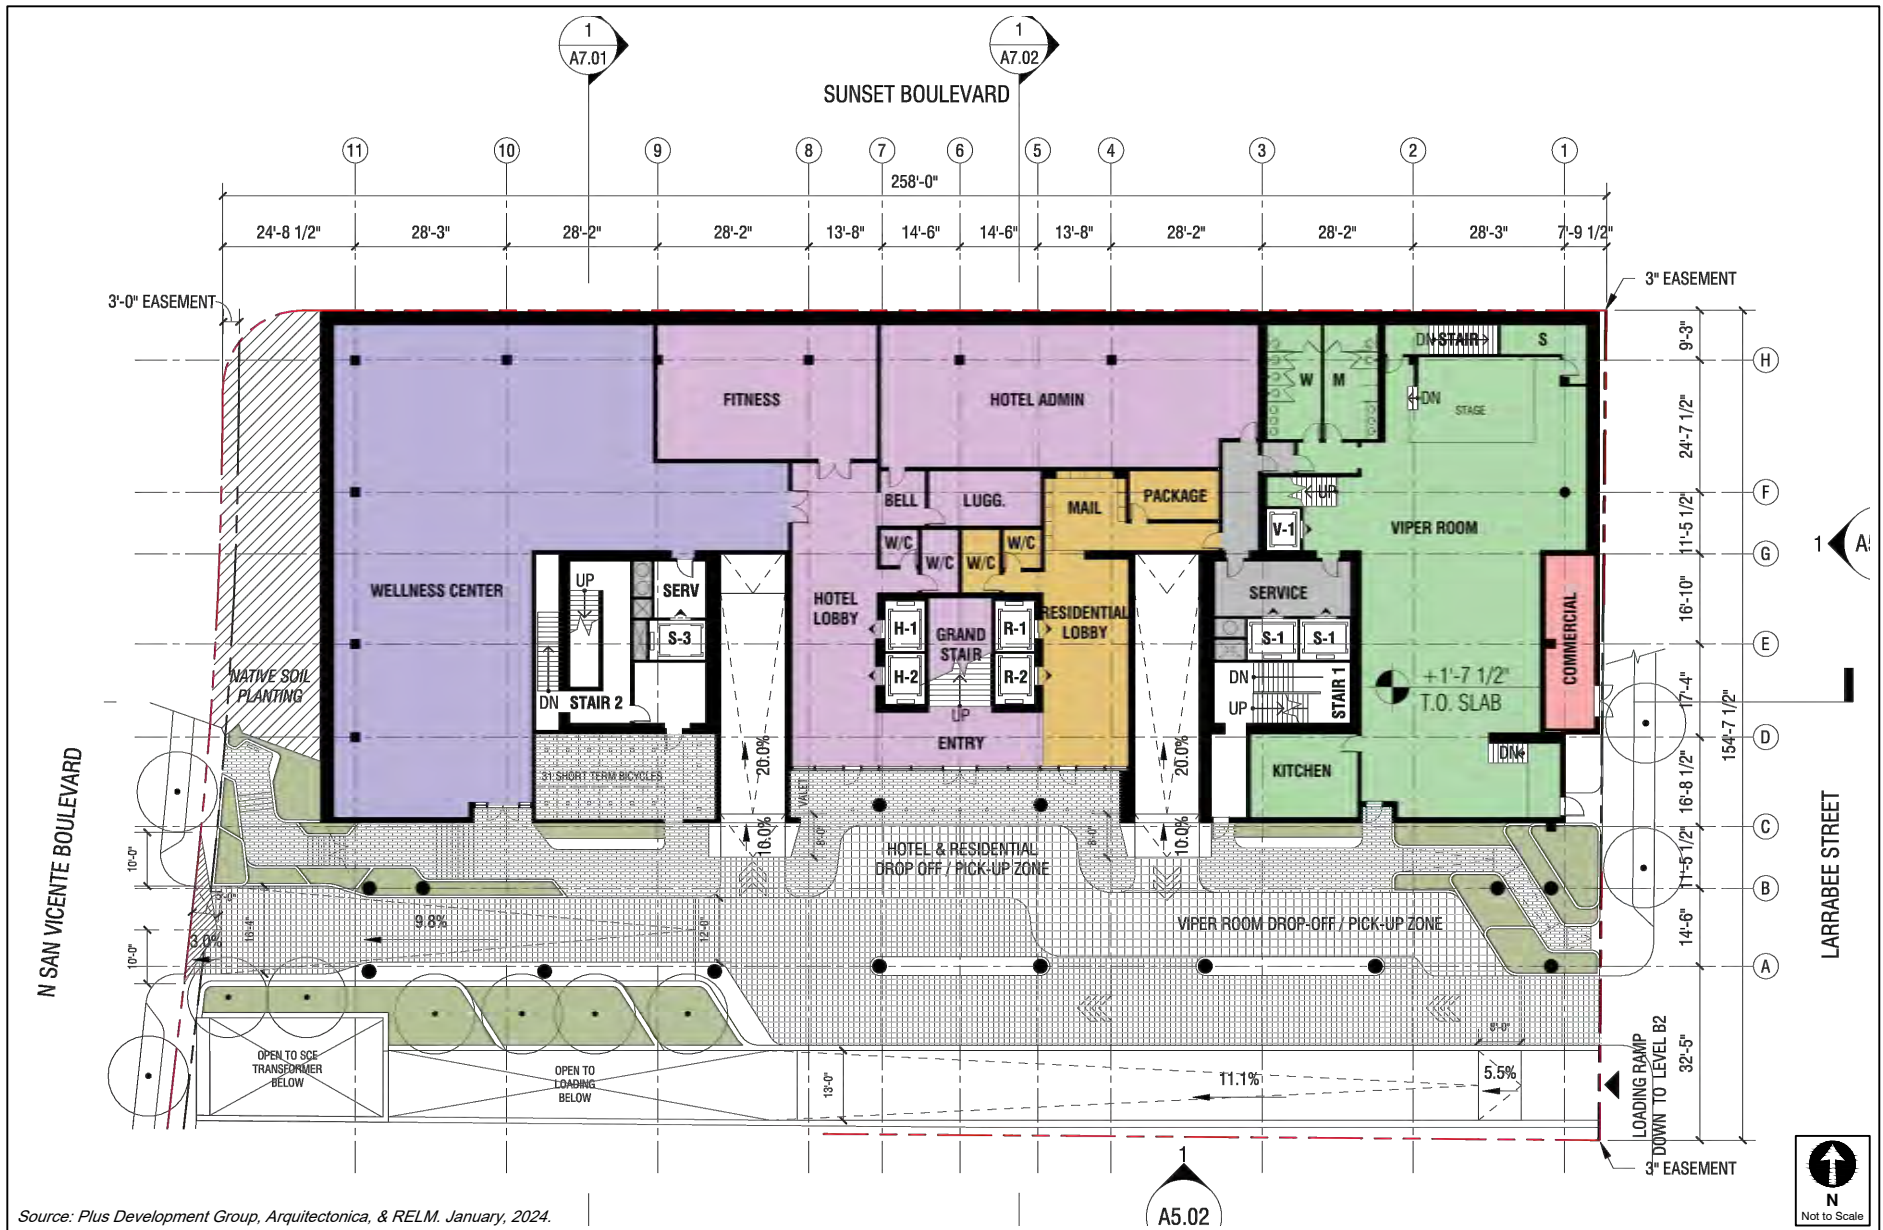 1
A7.01
1
A7.02
SUNSET BOULEVARD
11
10
9
8
7
6
5
4
3
2
1
258'-0"
24'-8 1/2"
28'-3"
28'-2"
28'-2"
13'-8"
14'-6"
14'-6"
13'-8"
28'-2"
28'-2"
28'-3"
7'-9 1/2"
3'-0" EASEMENT
3" EASEMENT
9'-3"
H
24'-7 1/2"
F
11'-5 1/2"
G
16'-10"
E
17'-4"
D
16'-8 1/2"
C
11'-5 1/2"
B
14'-6"
A
32'-5"
154'-7 1/2"
1
FITNESS
HOTEL ADMIN
W
M
DN
STAIR
S
DN
STAGE
BELL
LUGG.
MAIL
PACKAGE
UP
V-1
VIPER ROOM
W/C
W/C
W/C
W/C
WELLNESS CENTER
UP
SERV
S-3
DN
STAIR 2
HOTEL
LOBBY
H-1
H-2
GRAND
STAIR
R-1
R-2
UP
ENTRY
RESIDENTIAL
LOBBY
SERVICE
S-1
S-1
DN
UP
STAIR 1
COMMERCIAL
+1'-7 1/2"
T.O. SLAB
DN
KITCHEN
NATIVE SOIL
PLANTING
31 SHORT TERM BICYCLES
20.0%
10.0%
20.0%
10.0%
VALET
8'-0"
8'-0"
HOTEL & RESIDENTIAL
DROP OFF / PICK-UP ZONE
VIPER ROOM DROP-OFF / PICK-UP ZONE
N SAN VICENTE BOULEVARD
LARRABEE STREET
10'-0"
10'-0"
3.0%
16'-4"
9.8%
12'-0"
OPEN TO SCE
TRANSFORMER
BELOW
OPEN TO
LOADING
BELOW
13'-0"
11.1%
5.5%
8'-0"
LOADING RAMP
DOWN TO LEVEL B2
3" EASEMENT
1
A5.02
N
Not to Scale
Source: Plus Development Group, Arquitectonica, & RELM. January, 2024.